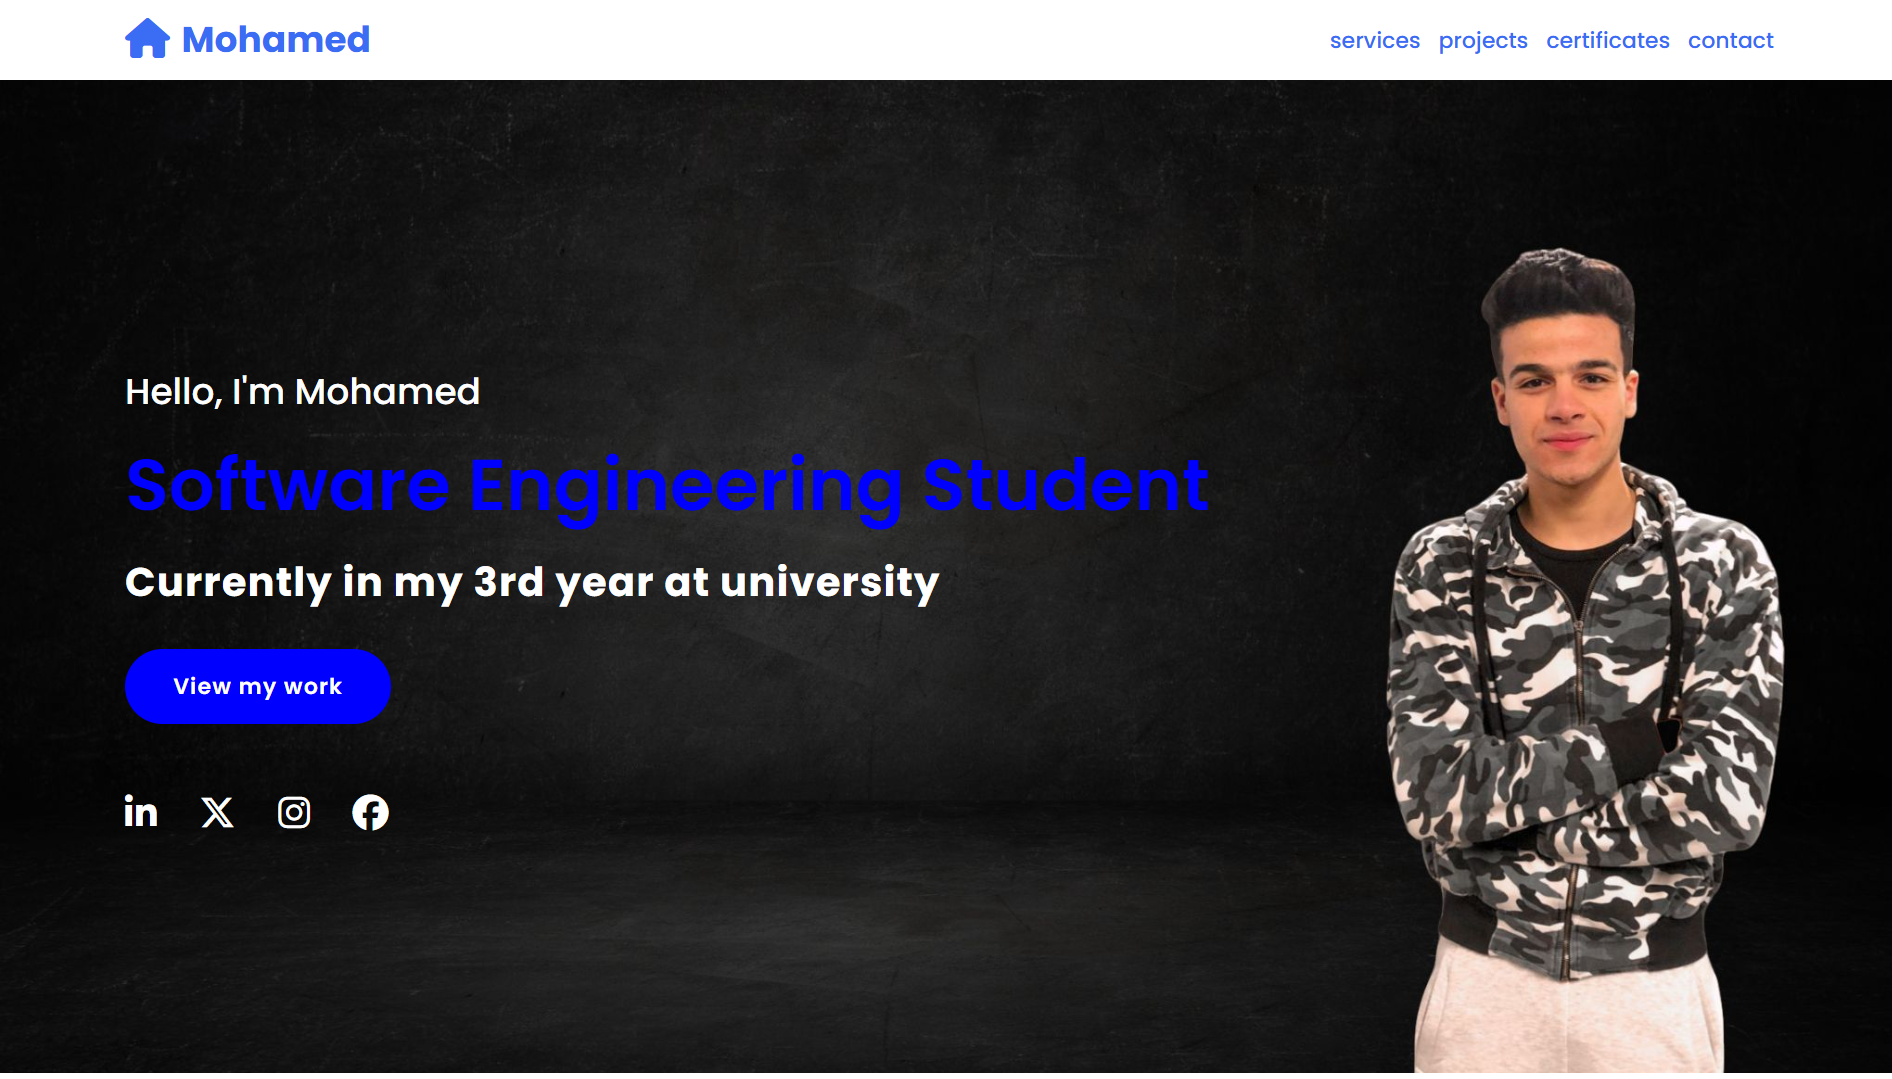 Mohamed
services projects certificates contact
Hello, I'm Mohamed
Software Engineering Student
Currently in my 3rd year at university
View my work